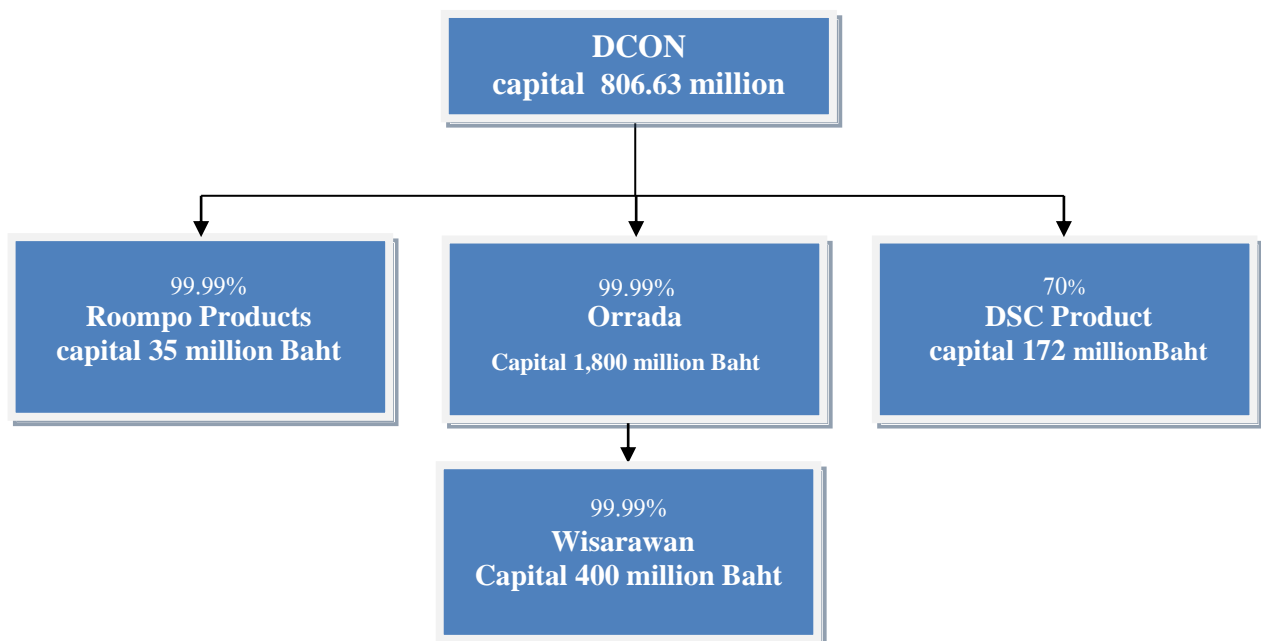 DCON
capital 806.63 million
99.99%
Roompo Products
capital 35 million Baht
99.99%
Orrada
Capital 1,800 million Baht
70%
DSC Product
capital 172 millionBaht
99.99%
Wisarawan
Capital 400 million Baht